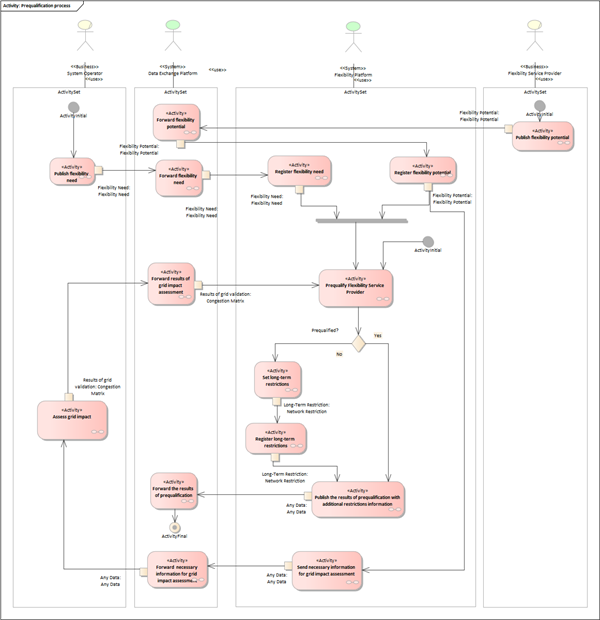 Activity: Prequalification process
«Business»
System Operator
«use»
«System»
Data Exchange Platform
«use»
«System»
Flexibility Platform
«use»
«Business»
Flexibility Service Provider
«use»
ActivitySet
ActivitySet
ActivitySet
ActivitySet
ActivityInitial
«Activity»
Forward flexibility
potential
Flexibility Potential:
Flexibility Potential
ActivityInitial
«Activity»
Publish flexibility potential
Flexibility Potential:
Flexibility Potential
«Activity»
Publish flexibility
need
Flexibility Need:
Flexibility Need
«Activity»
Forward flexibility
need
Flexibility Need:
Flexibility Need
«Activity»
Register flexibility need
Flexibility Need:
Flexibility Need
«Activity»
Register flexibility potential
Flexibility Potential:
Flexibility Potential
ActivityInitial
«Activity»
Forward results of
grid impact
assessment
Results of grid validation:
Congestion Matrix
«Activity»
Prequalify Flexibility Service
Provider
Prequalified?
Yes
No
«Activity»
Set long-term
restrictions
Long-Term Restriction:
Network Restriction
Results of grid
validation: Congestion
Matrix
«Activity»
Assess grid impact
«Activity»
Register long-term
restrictions
Long-Term Restriction:
Network Restriction
«Activity»
Forward the results
of prequalification
«Activity»
Publish the results of prequalification with
additional restrictions information
Any Data:
Any Data
ActivityFinal
«Activity»
Forward necessary
information for grid
impact assessme...
Any Data:
Any Data
«Activity»
Send necessary information
for grid impact assessment
Any Data:
Any Data